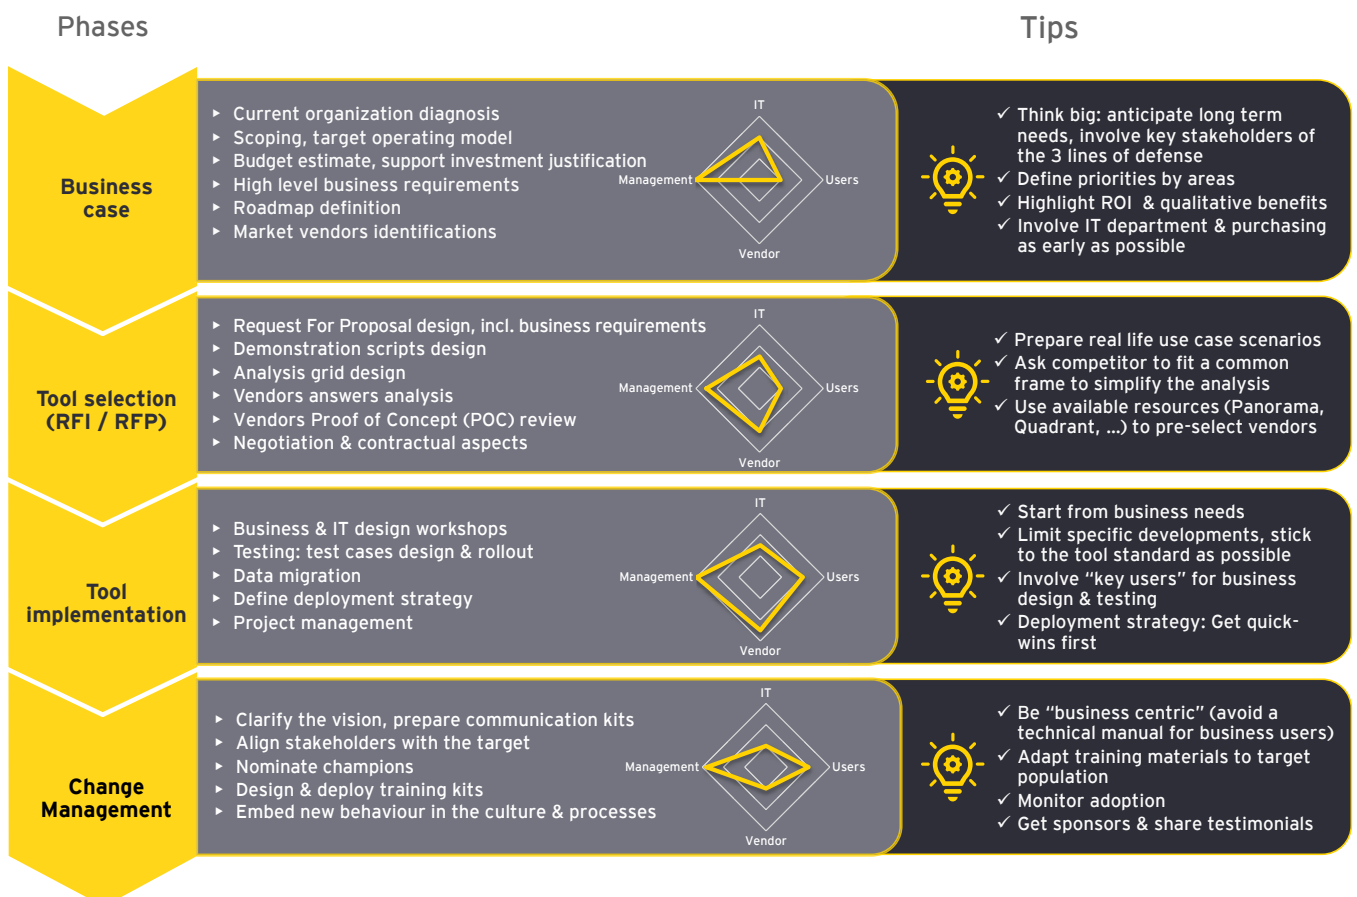 Phases
Tips
Business
case
▸ Current organization diagnosis
▸ Scoping, target operating model
▸ Budget estimate, support investment justification
▸ High level business requirements
▸ Roadmap definition
▸ Market vendors identifications
IT
Management
Users
Vendor
✓ Think big: anticipate long term
needs, involve key stakeholders of
the 3 lines of defense
✓ Define priorities by areas
✓ Highlight ROI & qualitative benefits
✓ Involve IT department & purchasing
as early as possible
Tool selection
(RFI / RFP)
▸ Request For Proposal design, incl. business requirements
▸ Demonstration scripts design
▸ Analysis grid design
▸ Vendors answers analysis
▸ Vendors Proof of Concept (POC) review
▸ Negotiation & contractual aspects
IT
Management
Users
Vendor
✓ Prepare real life use case scenarios
✓ Ask competitor to fit a common
frame to simplify the analysis
✓ Use available resources (Panorama,
Quadrant, ...) to pre-select vendors
Tool
implementation
▸ Business & IT design workshops
▸ Testing: test cases design & rollout
▸ Data migration
▸ Define deployment strategy
▸ Project management
IT
Management
Users
Vendor
✓ Start from business needs
✓ Limit specific developments, stick
to the tool standard as possible
✓ Involve “key users” for business
design & testing
✓ Deployment strategy: Get quick-
wins first
Change
Management
▸ Clarify the vision, prepare communication kits
▸ Align stakeholders with the target
▸ Nominate champions
▸ Design & deploy training kits
▸ Embed new behaviour in the culture & processes
IT
Management
Users
Vendor
✓ Be “business centric” (avoid a
technical manual for business users)
✓ Adapt training materials to target
population
✓ Monitor adoption
✓ Get sponsors & share testimonials